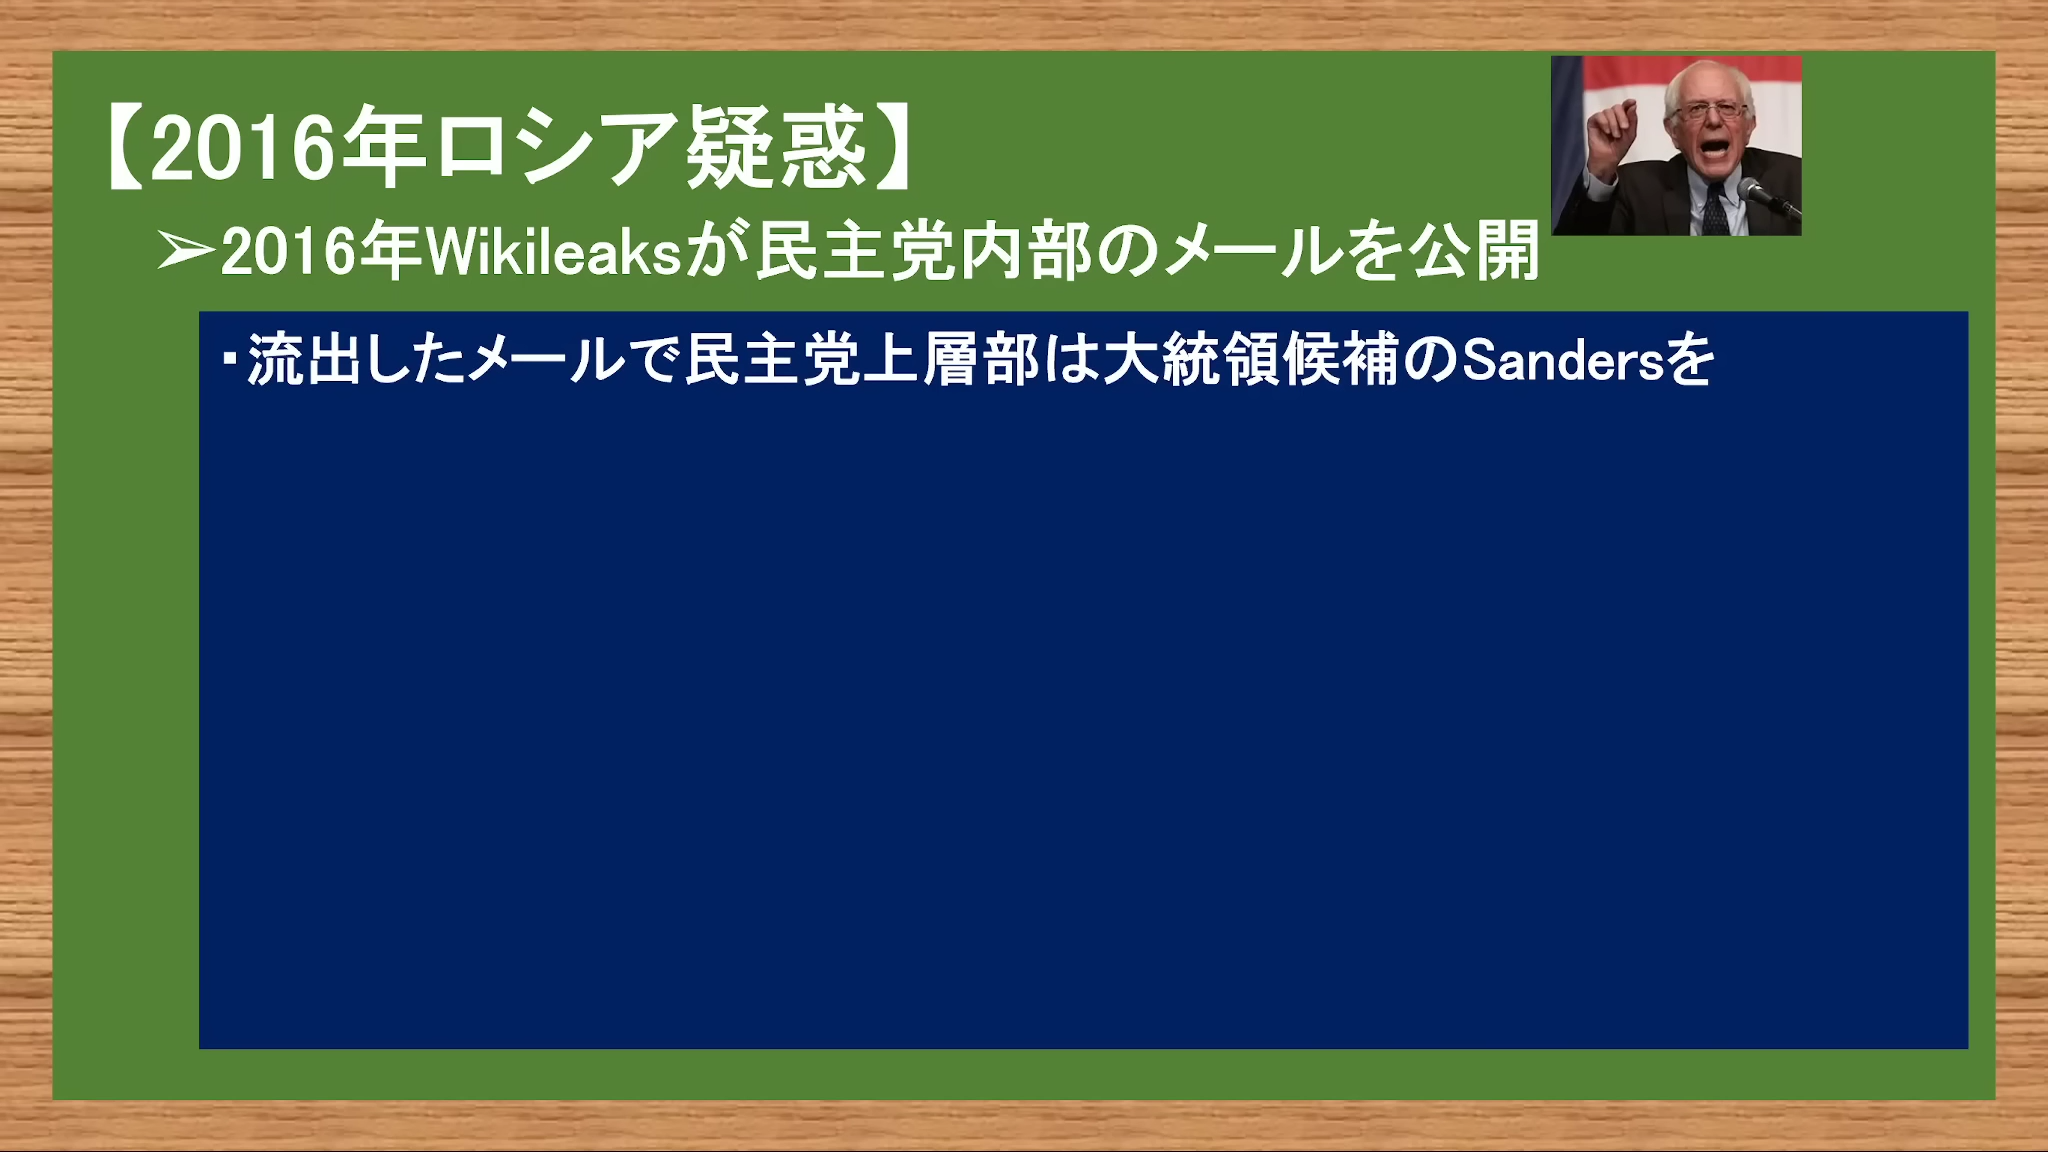 【2016年ロシア疑惑】
➢2016年Wikileaksが民主党内部のメールを公開
・流出したメールで民主党上層部は大統領候補のSandersを